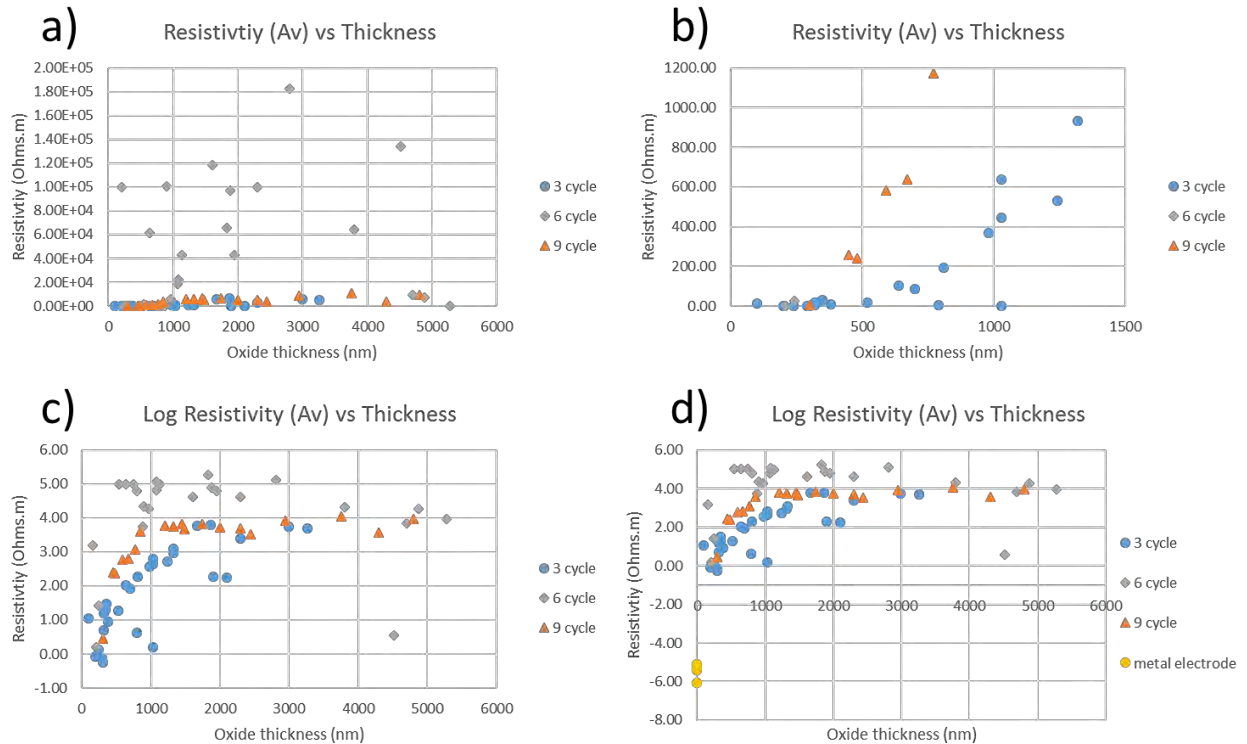 a)
Resistivtiy (Av) vs Thickness
Resistivtiy (Ohms.m)
2.00E+05
1.80E+05
1.60E+05
1.40E+05
1.20E+05
1.00E+05
8.00E+04
6.00E+04
4.00E+04
2.00E+04
0.00E+00
0 1000 2000 3000 4000 5000 6000
Oxide thickness (nm)
3 cycle
6 cycle
9 cycle
b)
Resistivity (Av) vs Thickness
Resistivtiy (Ohms.m)
1200.00
1000.00
800.00
600.00
400.00
200.00
0.00
0 500 1000 1500
Oxide thickness (nm)
3 cycle
6 cycle
9 cycle
c)
Log Resistivity (Av) vs Thickness
Resistivtiy (Ohms.m)
6.00
5.00
4.00
3.00
2.00
1.00
0.00
-1.00
0 1000 2000 3000 4000 5000 6000
Oxide thickness (nm)
3 cycle
6 cycle
9 cycle
d)
Log Resistivity (Av) vs Thickness
Resistivtiy (Ohms.m)
6.00
4.00
2.00
0.00
-2.00
-4.00
-6.00
-8.00
0 1000 2000 3000 4000 5000 6000
Oxide thickness (nm)
3 cycle
6 cycle
9 cycle
metal electrode